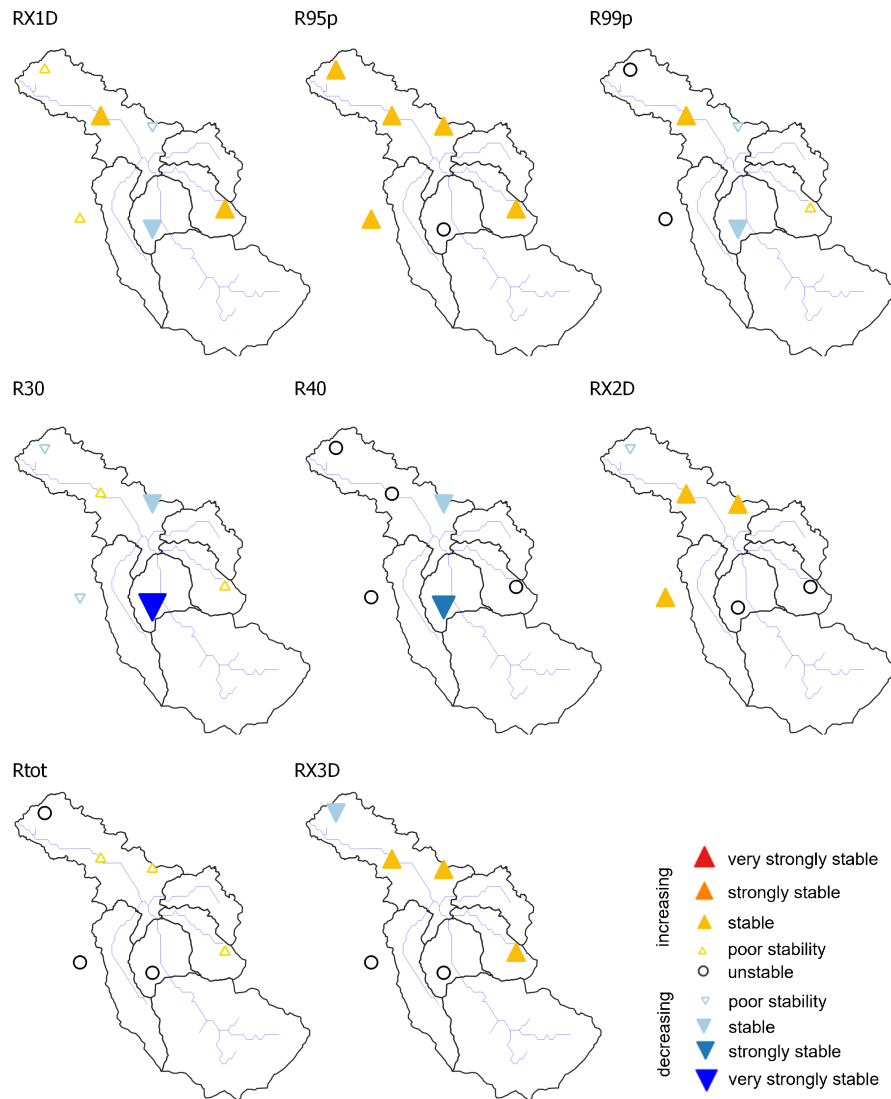 RX1D
R95p
R99p
R30
R40
RX2D
Rtot
RX3D
increasing
very strongly stable
strongly stable
stable
poor stability
unstable
decreasing
poor stability
stable
strongly stable
very strongly stable